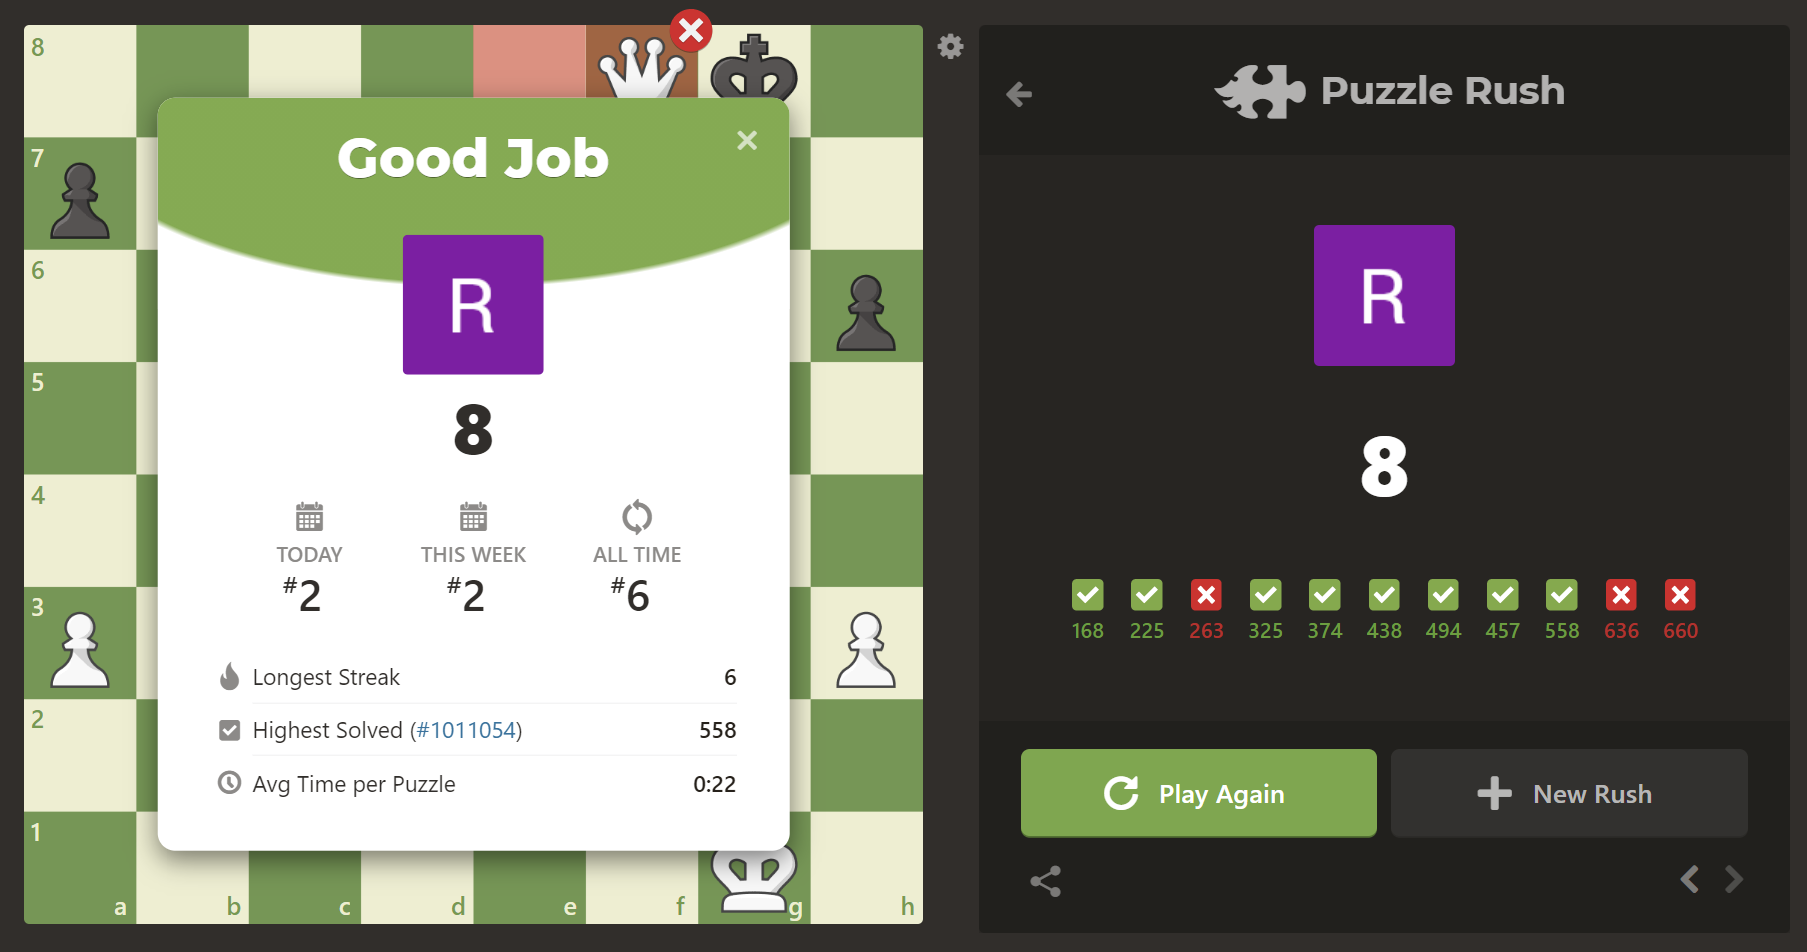 8
7
6
5
4
3
2
1
a b c d e f g h
Good Job
R
8
TODAY THIS WEEK ALL TIME
#2 #2 #6
Longest Streak 6
Highest Solved (#1011054) 558
Avg Time per Puzzle 0:22
Puzzle Rush
R
8
168 225 263 325 374 438 494 457 558 636 660
Play Again
New Rush